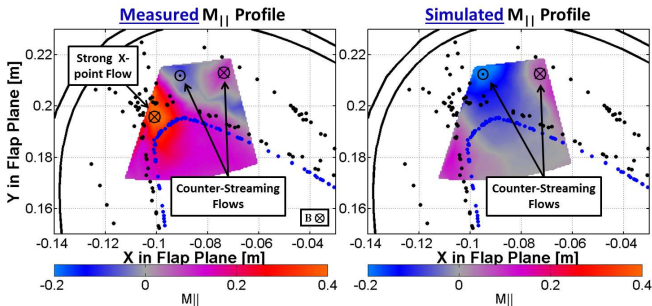 Measured M|| Profile
Simulated M|| Profile
Y in Flap Plane [m]
0.22
0.2
0.18
0.16
Strong X-
point Flow
Counter-Streaming
Flows
B ⊗
-0.14
-0.12
-0.1
-0.08
-0.06
-0.04
X in Flap Plane [m]
-0.2
0
0.2
0.4
M||
0.22
0.2
0.18
0.16
Counter-Streaming
Flows
-0.14
-0.12
-0.1
-0.08
-0.06
-0.04
X in Flap Plane [m]
-0.2
0
0.2
0.4
M||